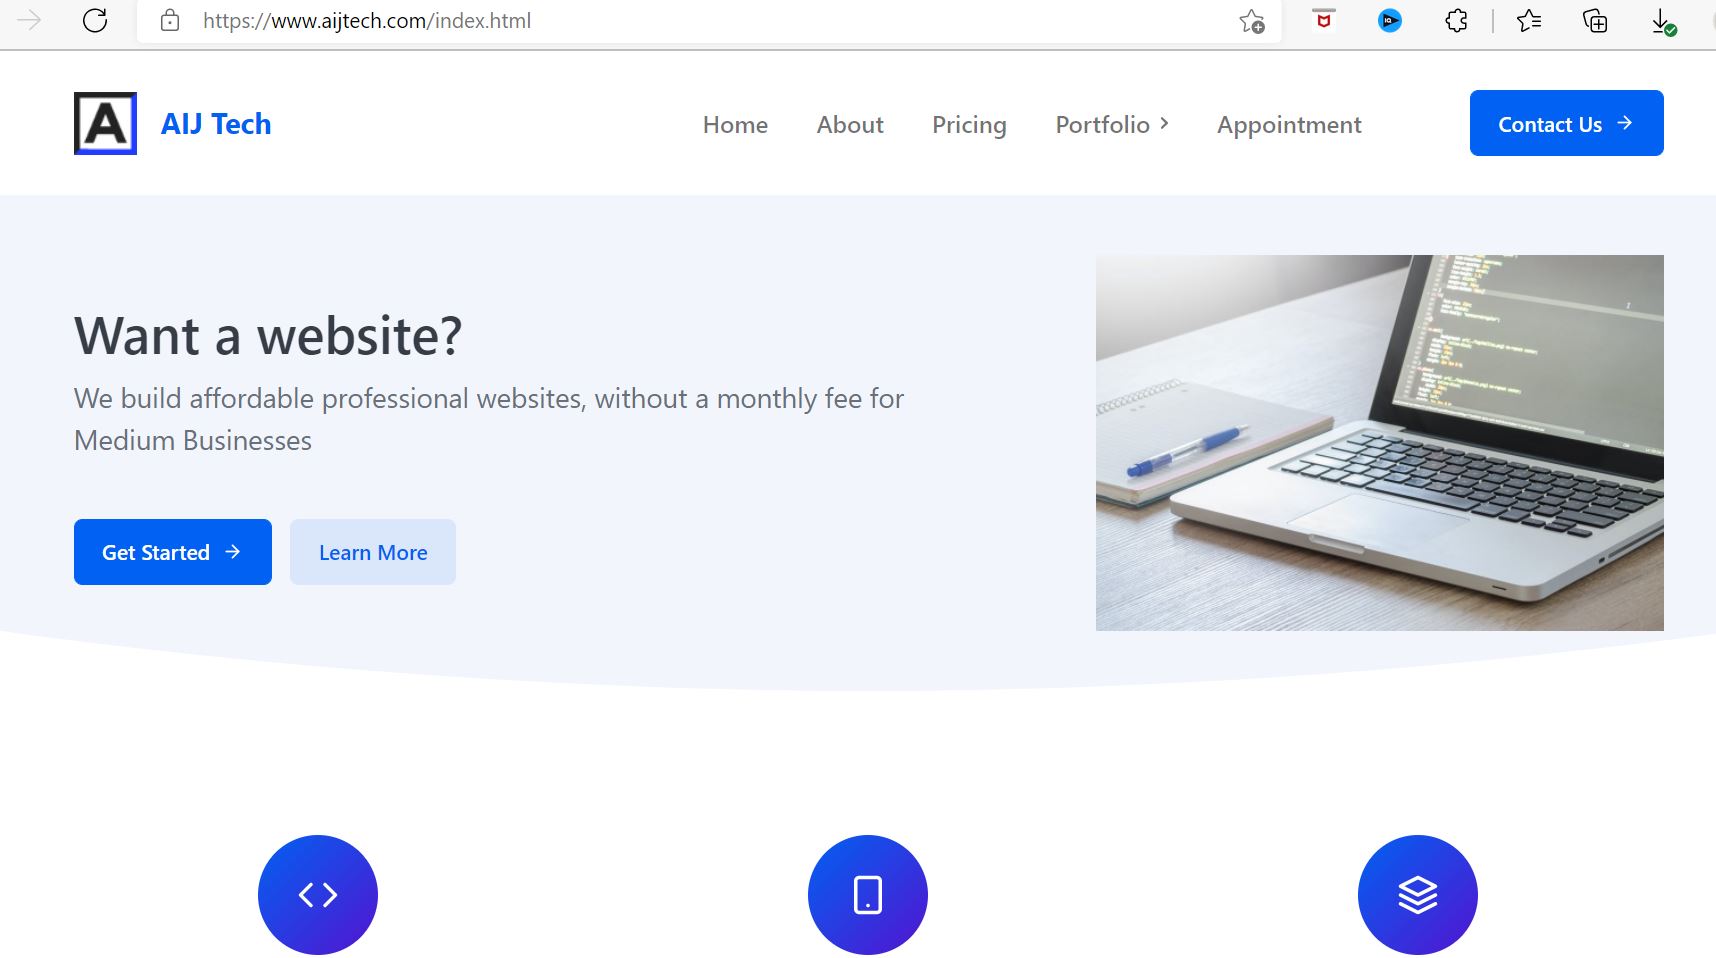 https://www.aijtech.com/index.html
A
AIJ Tech
Home
About
Pricing
Portfolio
Appointment
Contact Us
Want a website?
We build affordable professional websites, without a monthly fee for
Medium Businesses
Get Started
Learn More